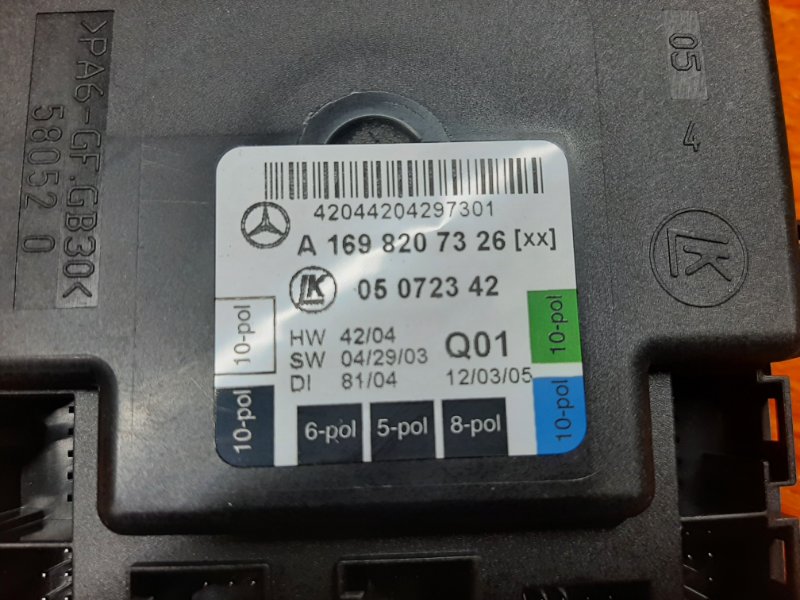 >PA6-GF.GB30<
58052 0
05
4
42044204297301
A 169 820 73 26 [xx]
LK
05 0723 42
LK
HW 42/04
SW 04/29/03
DI 81/04
Q01
12/03/05
10-pol
10-pol
10-pol
10-pol
6-pol
5-pol
8-pol